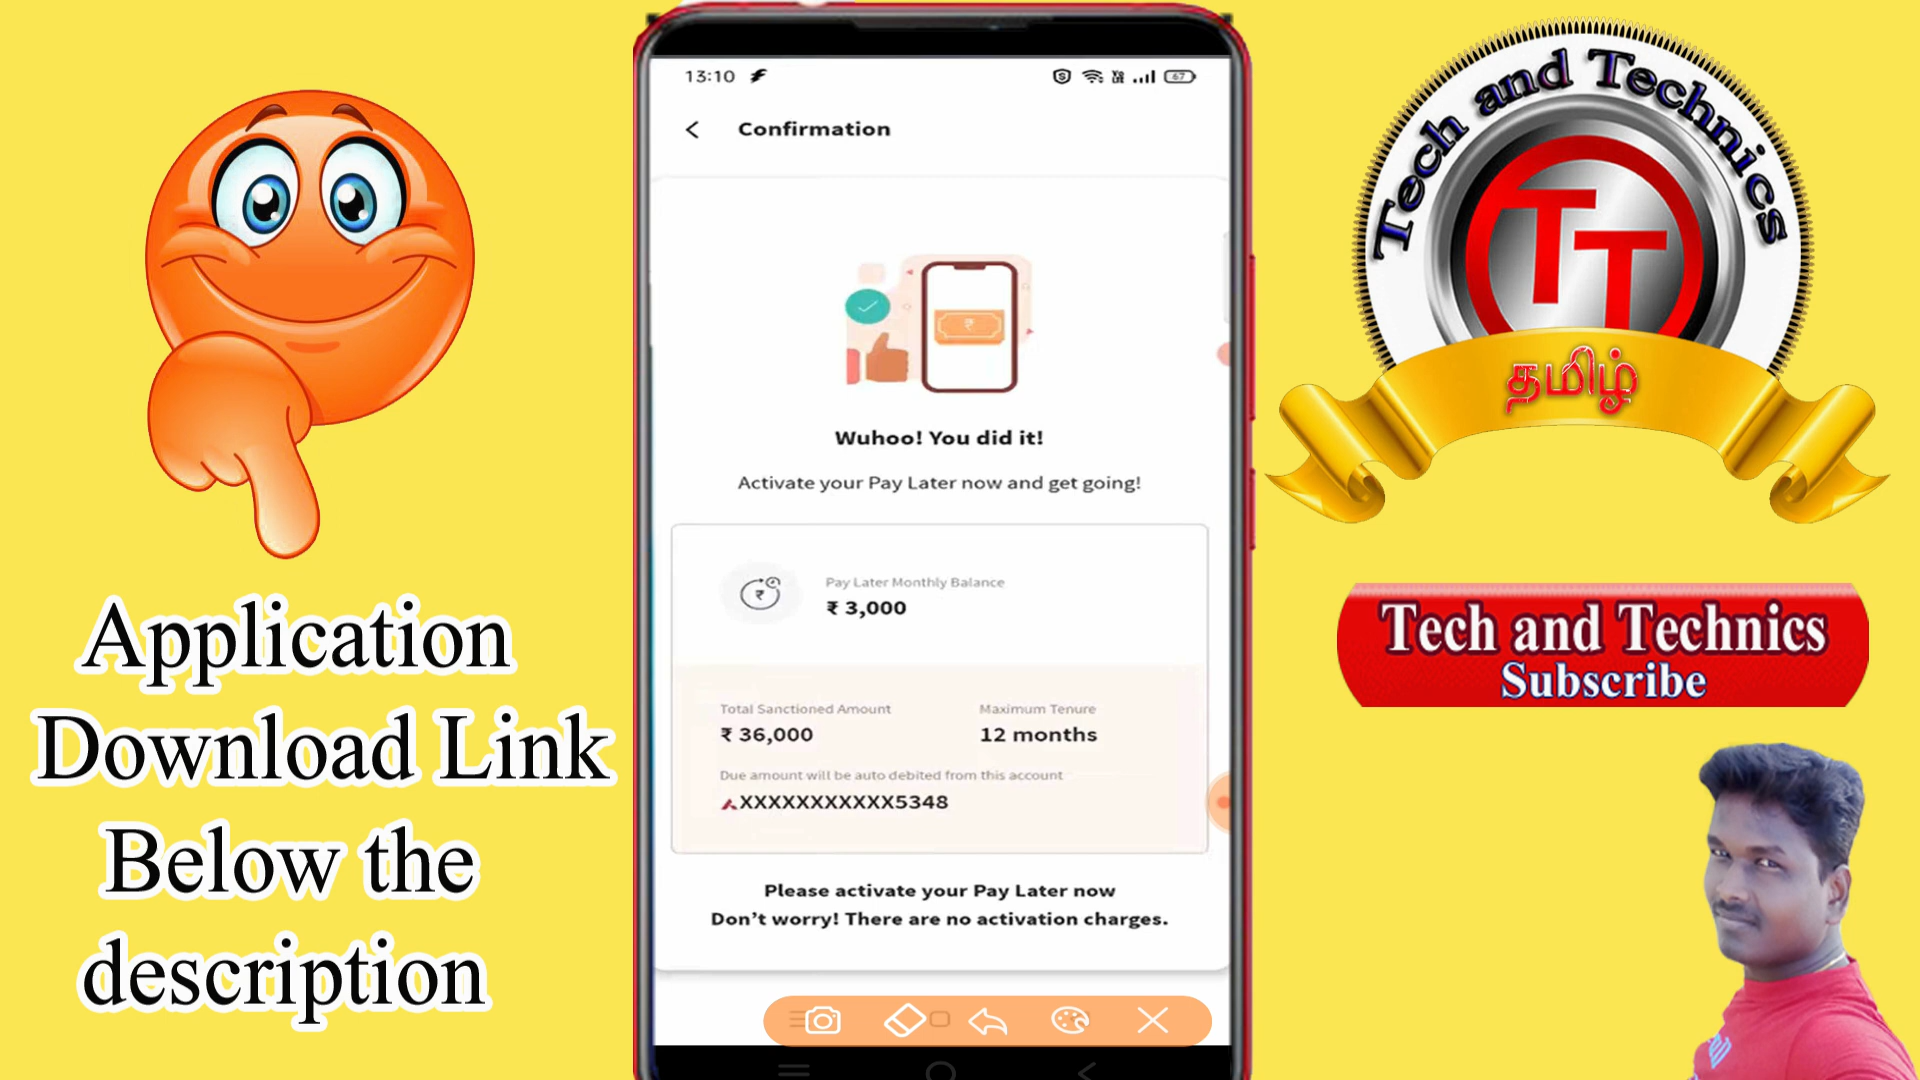 Application
Download Link
Below the
description
13:10
67
Confirmation
Wuhoo! You did it!
Activate your Pay Later now and get going!
Pay Later Monthly Balance
₹ 3,000
Total Sanctioned Amount
Maximum Tenure
₹ 36,000
12 months
Due amount will be auto debited from this account
XXXXXXXXXXX5348
Please activate your Pay Later now
Don't worry! There are no activation charges.
Tech and Technics
TT
தமிழ்
Tech and Technics
Subscribe